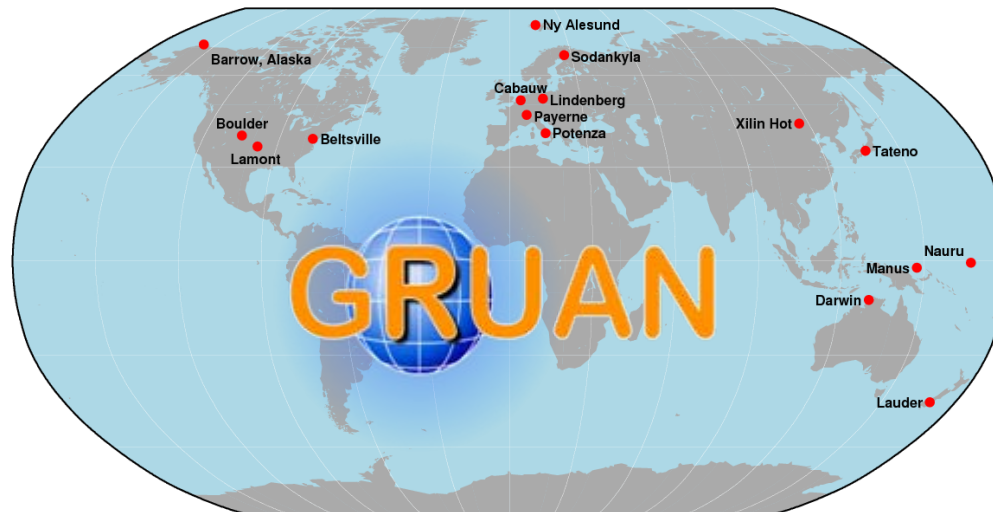 Ny Alesund
Barrow, Alaska
Sodankyla
Cabauw
Lindenberg
Payerne
Potenza
Boulder
Lamont
Beltsville
Xilin Hot
Tateno
GRUAN
Nauru
Manus
Darwin
Lauder